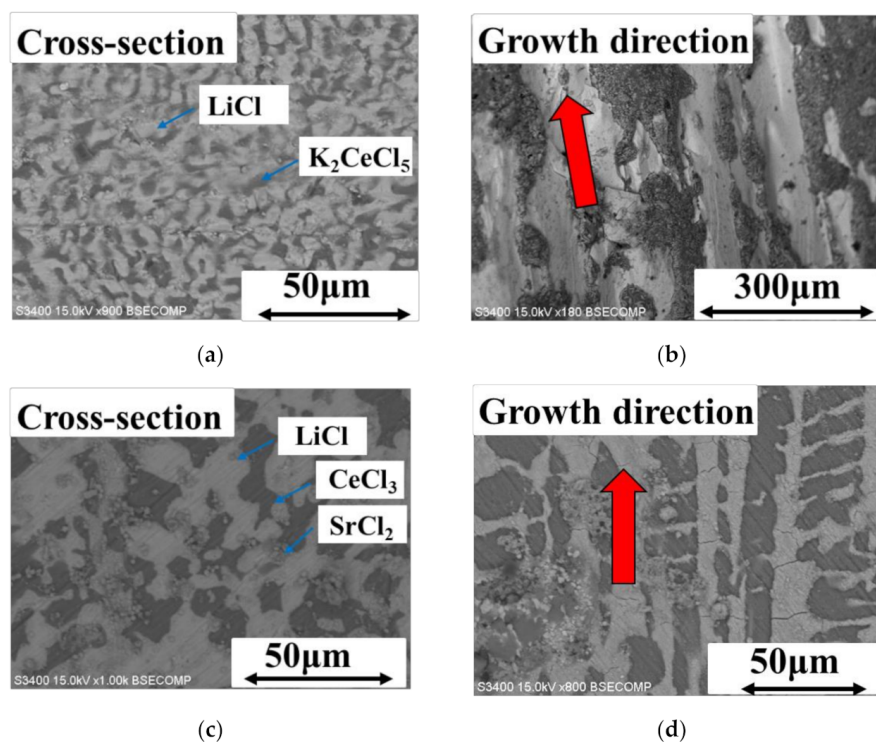 Cross-section
LiCl
K₂CeCl₅
50μm
S3400 15.0kV x900 BSECOMP
(a)
Growth direction
300μm
S3400 15.0kV x180 BSECOMP
(b)
Cross-section
LiCl
CeCl₃
SrCl₂
50μm
S3400 15.0kV x1.00k BSECOMP
(c)
Growth direction
50μm
S3400 15.0kV x800 BSECOMP
(d)